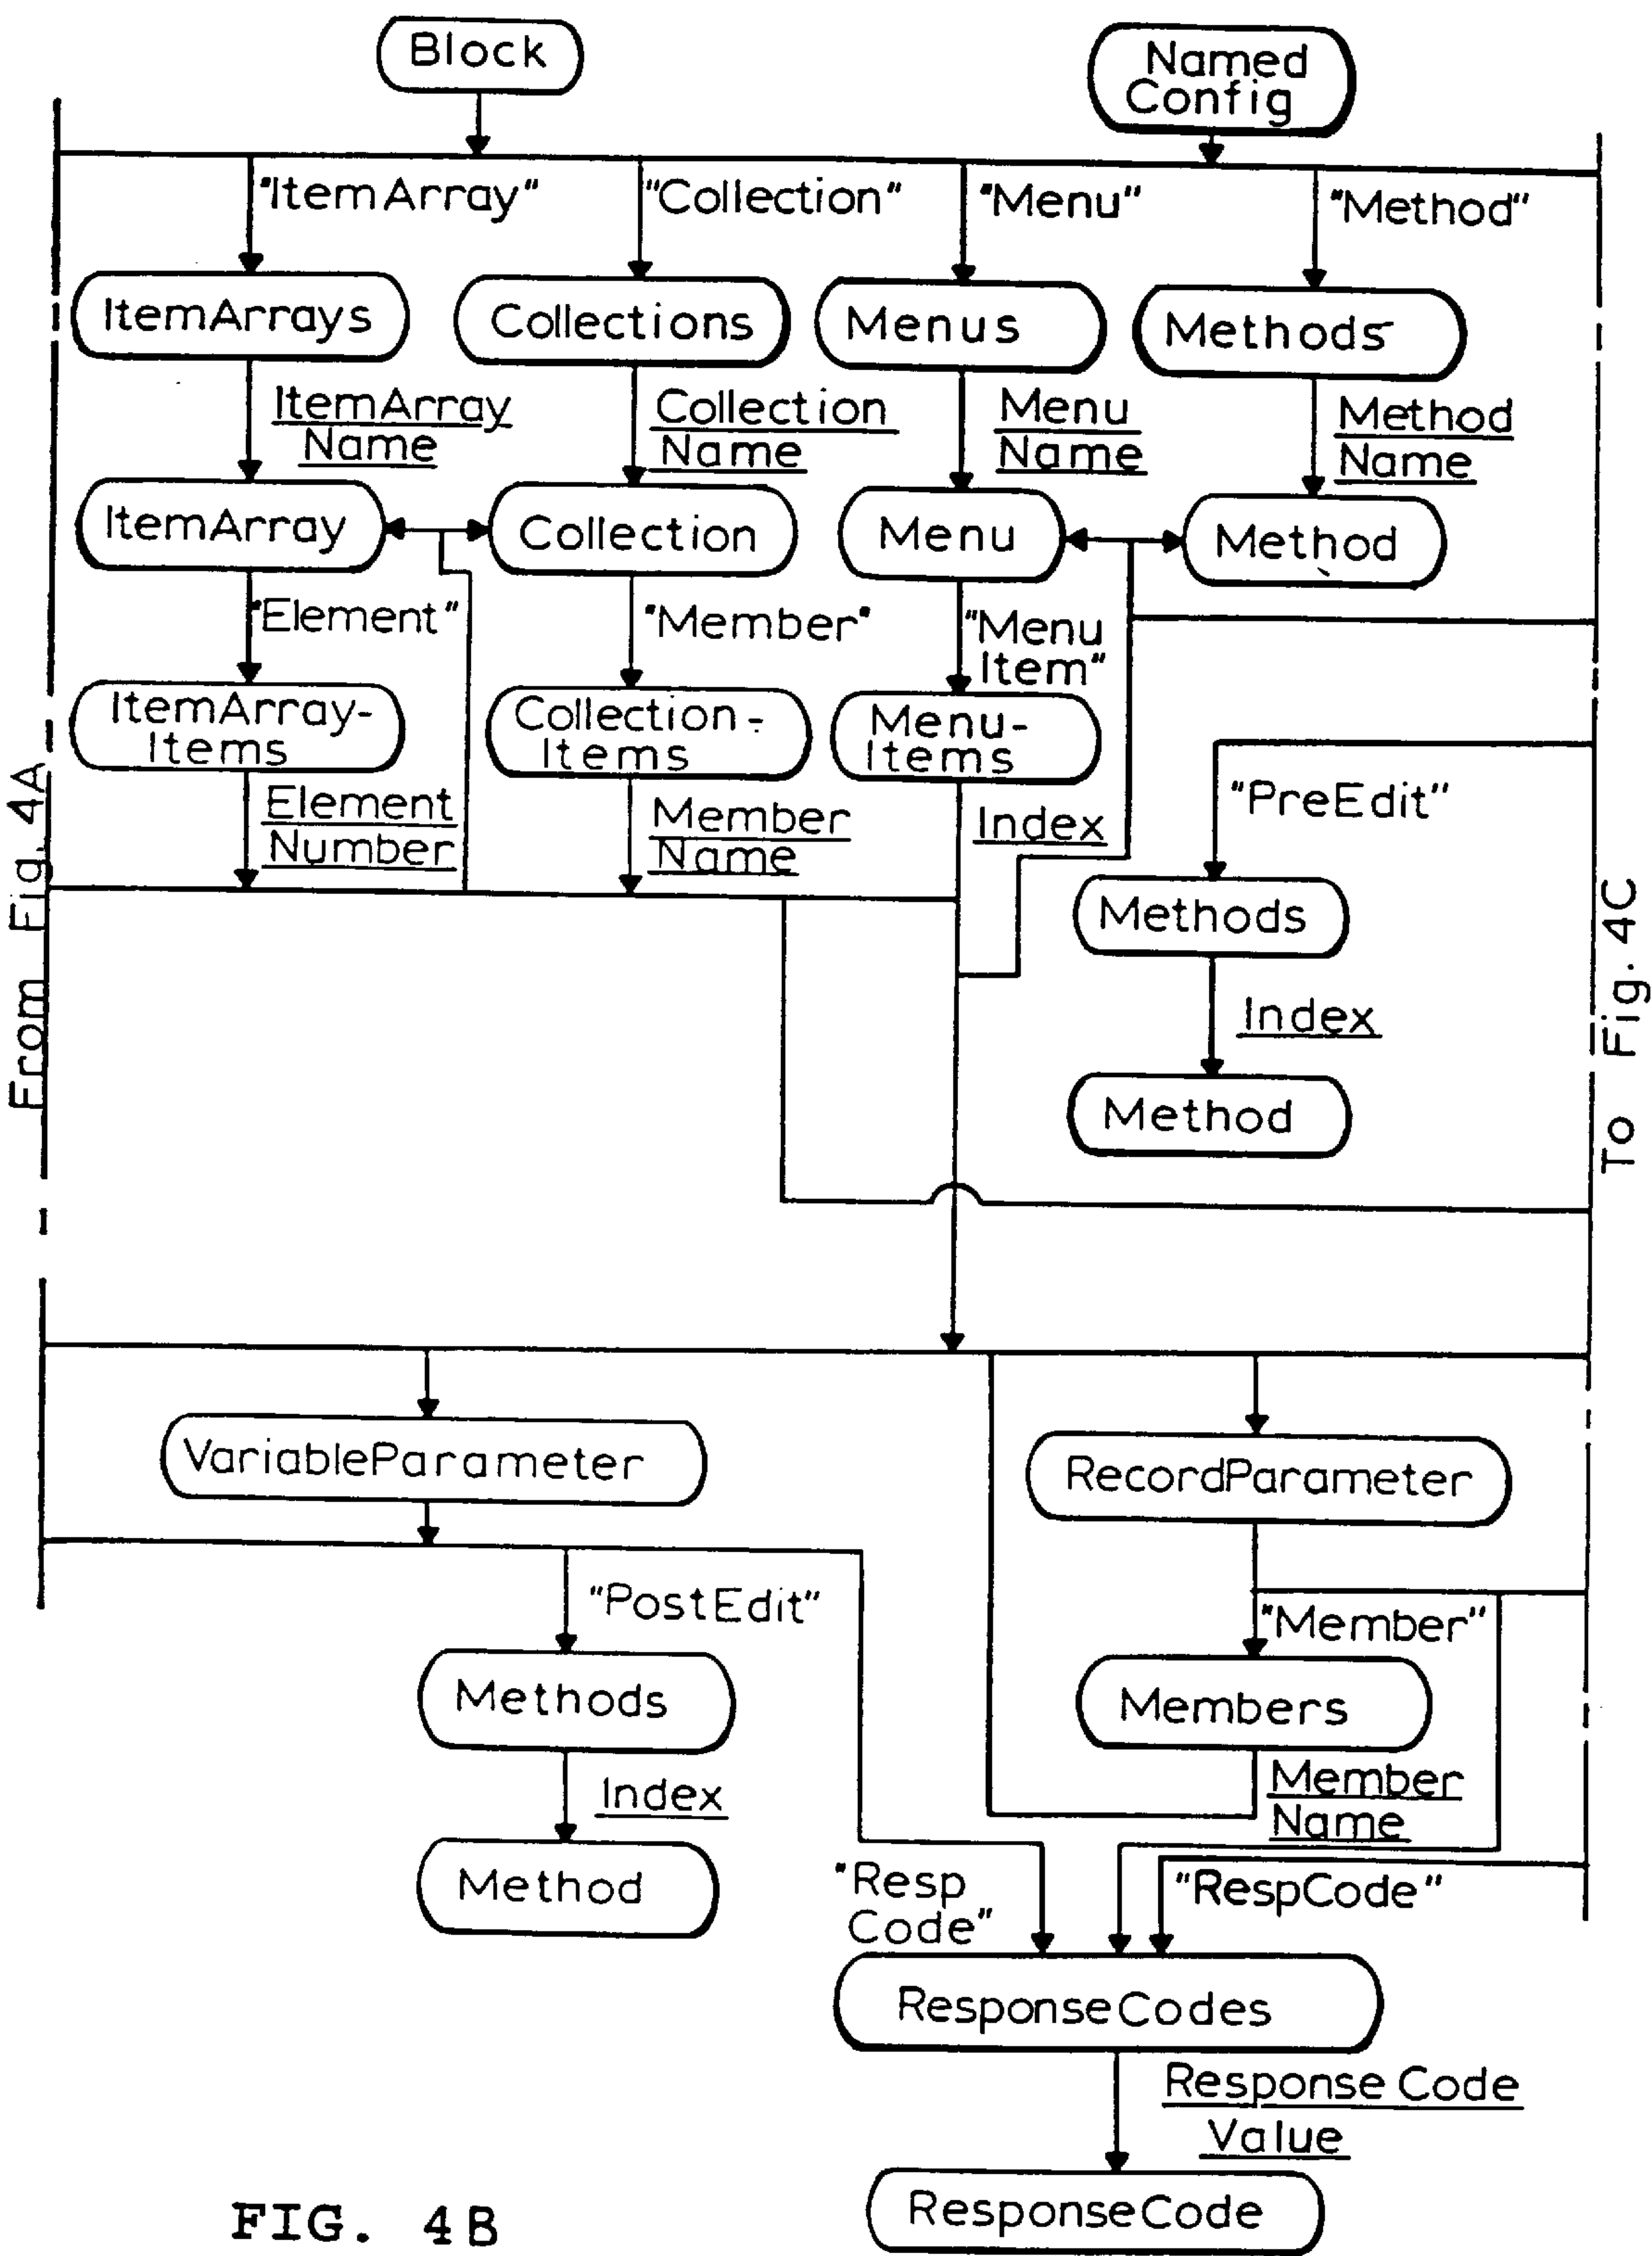 Block
Named
Config
"ItemArray"
"Collection"
"Menu"
"Method"
ItemArrays
Collections
Menus
Methods
ItemArray
Name
Collection
Name
Menu
Name
Method
Name
ItemArray
Collection
Menu
Method
"Element"
"Member"
"Menu
Item"
ItemArray-
Items
Collection-
Items
Menu-
Items
"PreEdit"
Element
Number
Member
Name
Index
Methods
Index
Method
From Fig. 4A
To Fig. 4C
VariableParameter
RecordParameter
"PostEdit"
"Member"
Methods
Members
Index
Member
Name
Method
"Resp
Code"
"RespCode"
ResponseCodes
Response Code
Value
ResponseCode
FIG. 4B